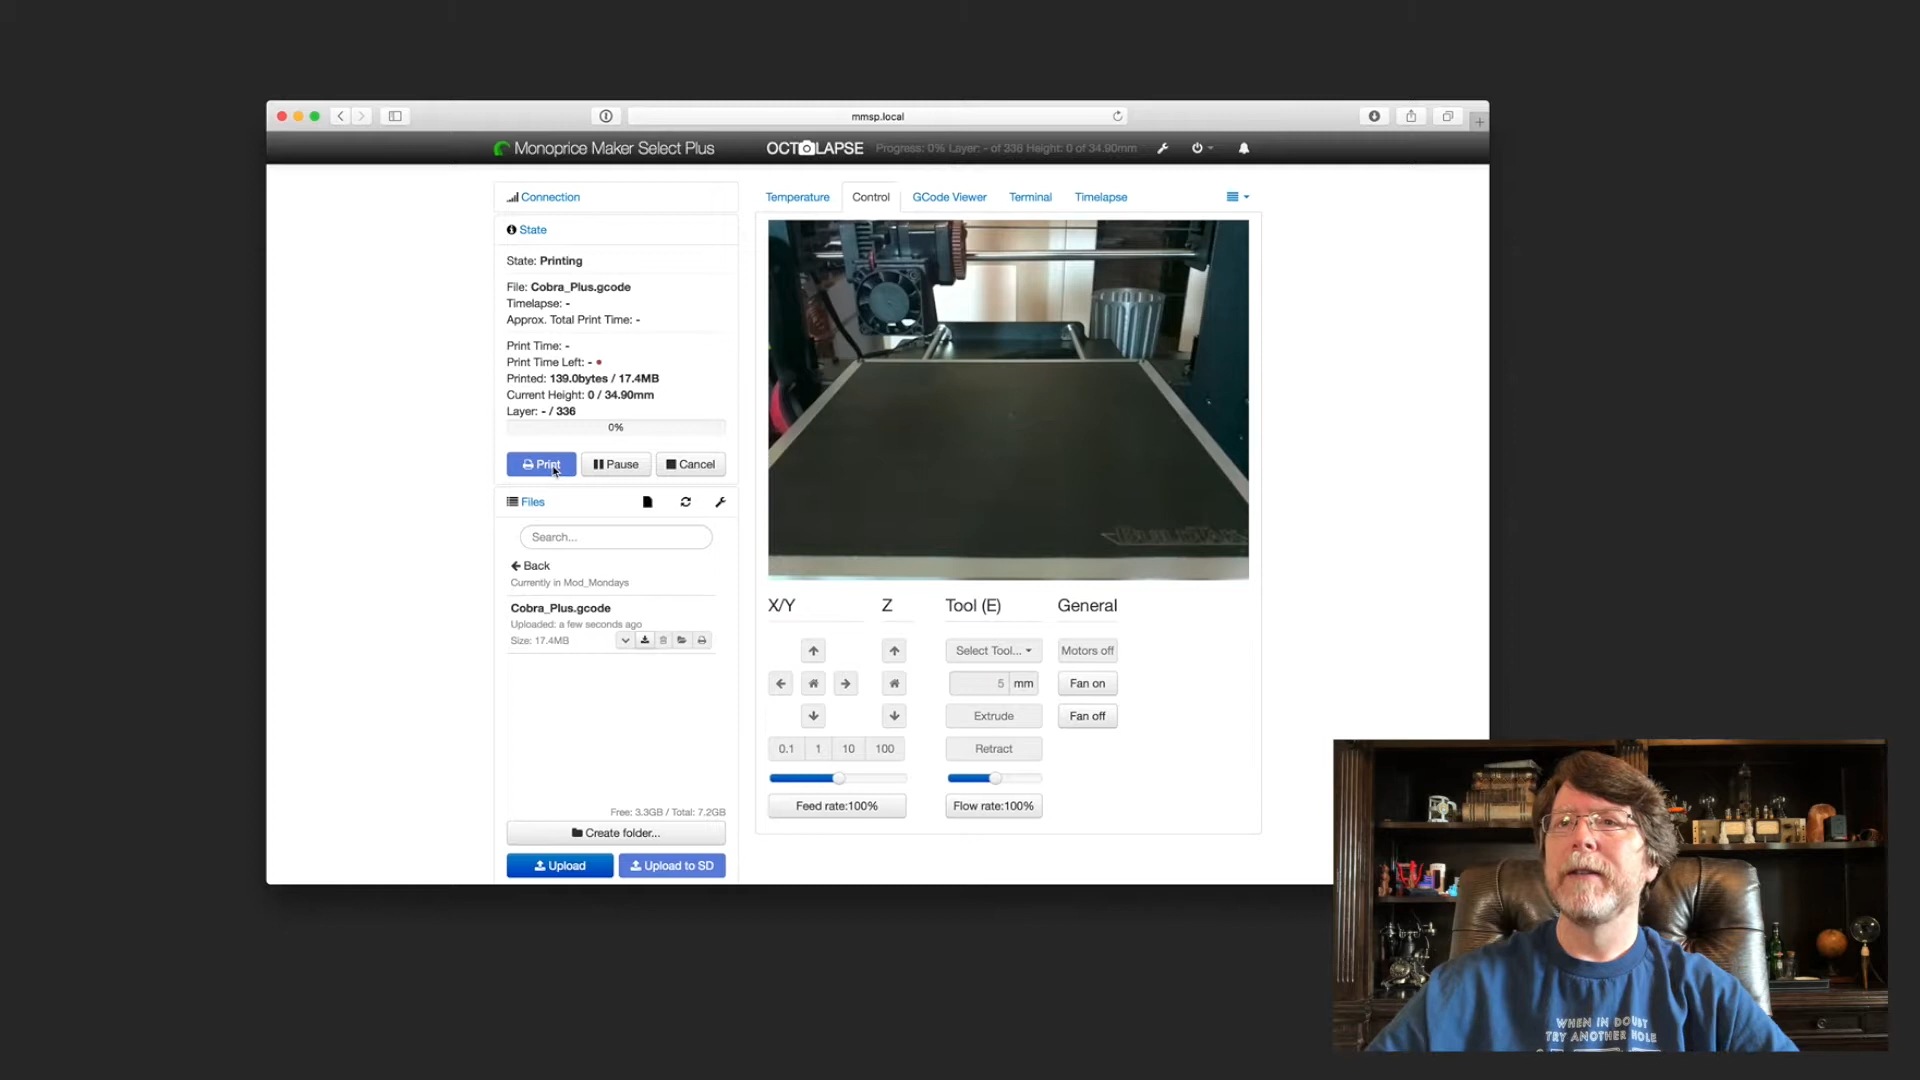 mmsp.local
Monoprice Maker Select Plus
OCTOLAPSE
Progress: 0% Layer: - of 336 Height: 0 of 34.90mm
Connection
State
State: Printing
File: Cobra_Plus.gcode
Timelapse: -
Approx. Total Print Time: -
Print Time: -
Print Time Left: -
Printed: 139.0bytes / 17.4MB
Current Height: 0 / 34.90mm
Layer: - / 336
0%
Print
Pause
Cancel
Files
Search...
Back
Currently in Mod_Mondays
Cobra_Plus.gcode
Uploaded: a few seconds ago
Size: 17.4MB
Free: 3.3GB / Total: 7.2GB
Create folder...
Upload
Upload to SD
Temperature
Control
GCode Viewer
Terminal
Timelapse
X/Y
Z
Tool (E)
General
Select Tool...
Motors off
5 mm
Fan on
Extrude
Fan off
0.1
1
10
100
Retract
Feed rate:100%
Flow rate:100%
WHEN IN DOUBT
TRY ANOTHER HOLE